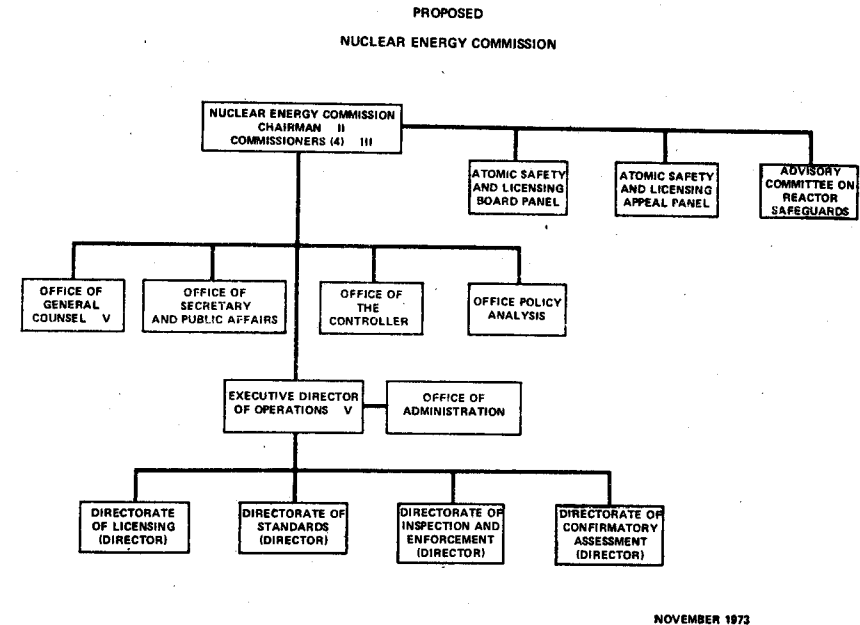 PROPOSED
NUCLEAR ENERGY COMMISSION
NUCLEAR ENERGY COMMISSION
CHAIRMAN II
COMMISSIONERS (4) III
ATOMIC SAFETY
AND LICENSING
BOARD PANEL
ATOMIC SAFETY
AND LICENSING
APPEAL PANEL
ADVISORY
COMMITTEE ON
REACTOR
SAFEGUARDS
OFFICE OF
GENERAL
COUNSEL V
OFFICE OF
SECRETARY
AND PUBLIC AFFAIRS
OFFICE OF
THE
CONTROLLER
OFFICE POLICY
ANALYSIS
EXECUTIVE DIRECTOR
OF OPERATIONS V
OFFICE OF
ADMINISTRATION
DIRECTORATE
OF LICENSING
(DIRECTOR)
DIRECTORATE OF
STANDARDS
(DIRECTOR)
DIRECTORATE OF
INSPECTION AND
ENFORCEMENT
(DIRECTOR)
DIRECTORATE OF
CONFIRMATORY
ASSESSMENT
(DIRECTOR)
NOVEMBER 1973